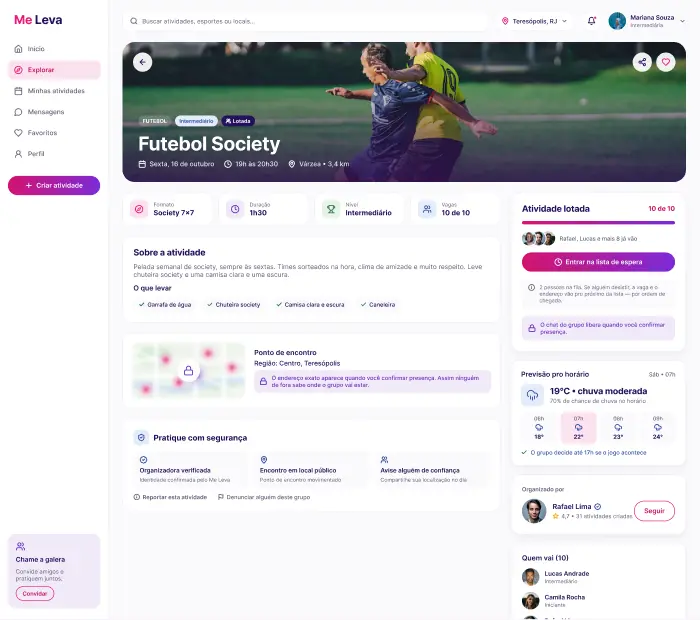 Me Leva
Buscar atividades, esportes ou locais...
Teresópolis, RJ
Mariana Souza
Intermediário
Início
Explorar
Minhas atividades
Mensagens
Favoritos
Perfil
+ Criar atividade
FUTEBOL
Intermediário
Lotada
Futebol Society
Sexta, 16 de outubro
19h às 20h30
Várzea • 3,4 km
Formato
Society 7×7
Duração
1h30
Nível
Intermediário
Vagas
10 de 10
Sobre a atividade
Pelada semanal de society, sempre às sextas. Times sorteados na hora, clima de amizade e muito respeito. Leve
chuteira society e uma camisa clara e uma escura.
O que levar
Garrafa de água
Chuteira society
Camisa clara e escura
Caneleira
Ponto de encontro
Região: Centro, Teresópolis
O endereço exato aparece quando você confirmar presença. Assim ninguém
de fora sabe onde o grupo vai estar.
Pratique com segurança
Organizadora verificada
Identidade confirmada pelo Me Leva
Encontro em local público
Ponto de encontro movimentado
Avise alguém de confiança
Compartilhe sua localização no dia
Reportar esta atividade
Denunciar alguém deste grupo
Atividade lotada
10 de 10
Rafael, Lucas e mais 8 já vão
Entrar na lista de espera
2 pessoas na fila. Se alguém desistir, a vaga e o
endereço vão pro próximo da lista — por ordem de
chegada.
O chat do grupo libera quando você confirmar
presença.
Previsão pro horário
Sáb • 07h
19°C • chuva moderada
70% de chance de chuva no horário
06h
18°
07h
22°
08h
23°
09h
24°
O grupo decide até 17h se o jogo acontece
Organizado por
Rafael Lima
4,7 • 31 atividades criadas
Seguir
Quem vai (10)
Lucas Andrade
Intermediário
Camila Rocha
Iniciante
Chame a galera
Convide amigos e
pratiquem juntos.
Convidar